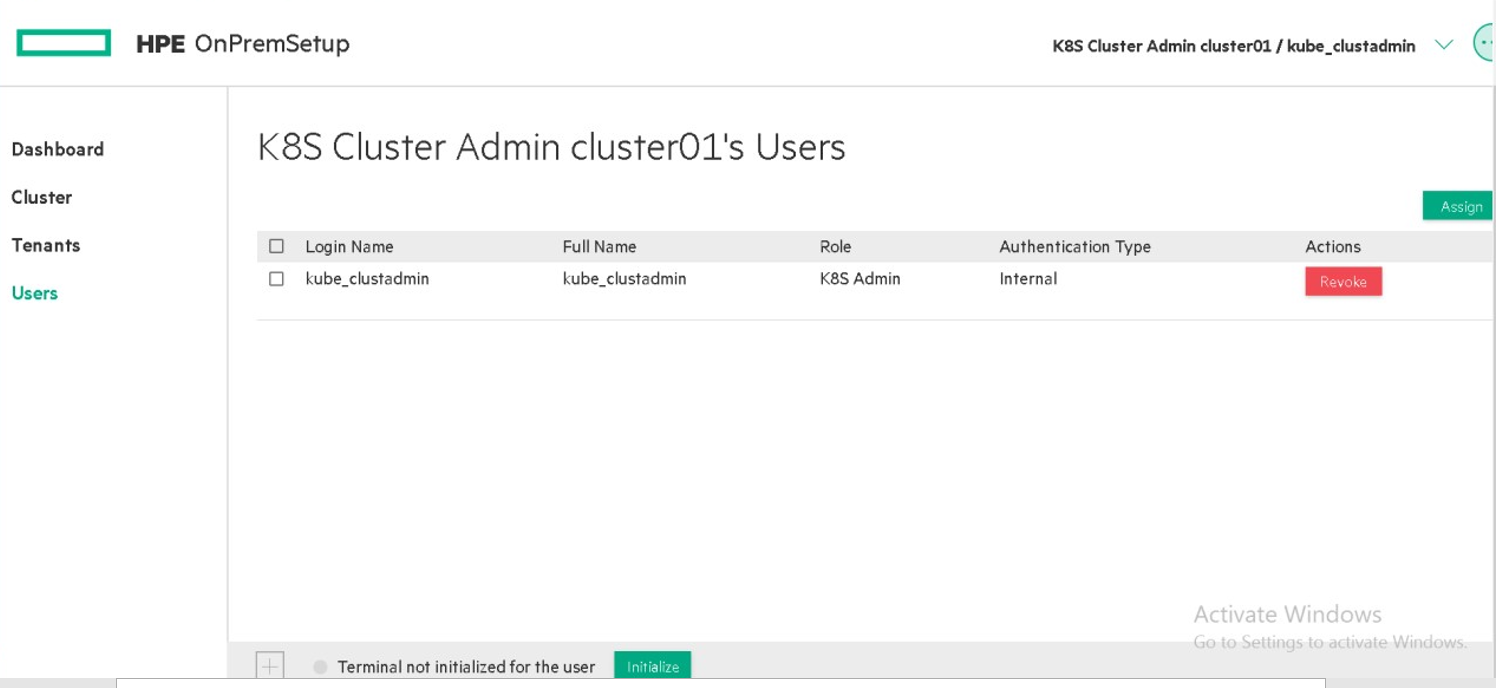 HPE OnPremSetup
K8S Cluster Admin cluster01 / kube_clustadmin
Dashboard
Cluster
Tenants
Users
K8S Cluster Admin cluster01's Users
Assign
Login Name Full Name Role Authentication Type Actions
kube_clustadmin kube_clustadmin K8S Admin Internal Revoke
Activate Windows
Go to Settings to activate Windows.
Terminal not initialized for the user Initialize